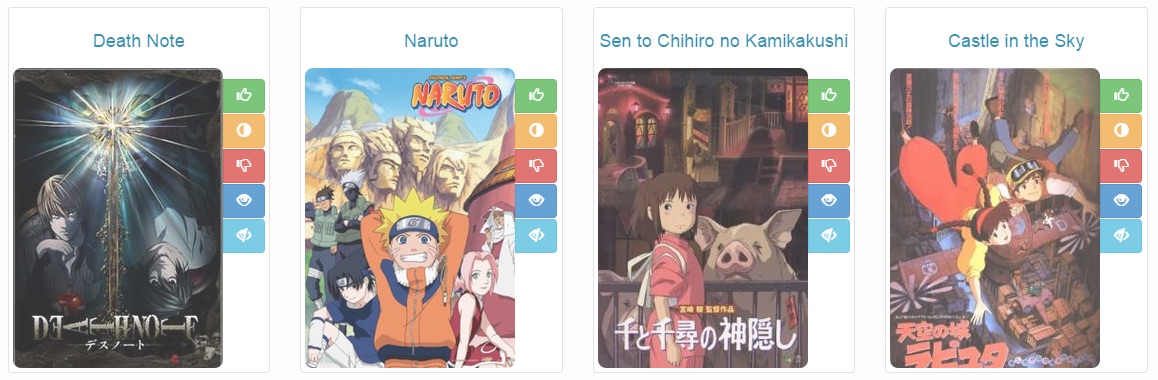 Death Note
Naruto
Sen to Chihiro no Kamikakushi
Castle in the Sky
DEATH NOTE
デスノート
NARUTO
宮崎 駿 監督作品
千と千尋の神隠し
天空の城
ラピュタ